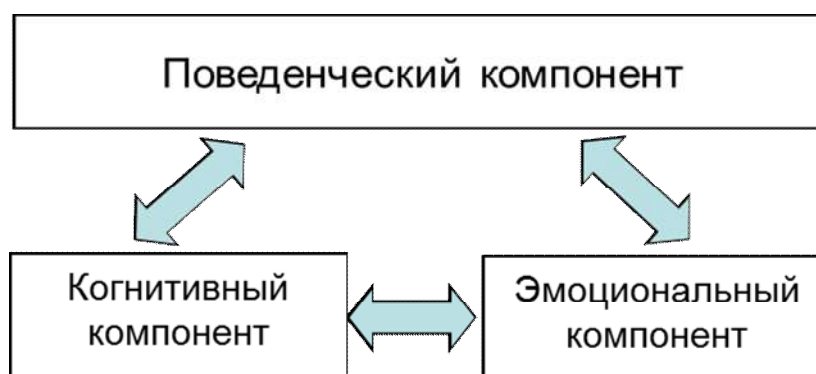 Поведенческий компонент
Когнитивный
компонент
Эмоциональный
компонент